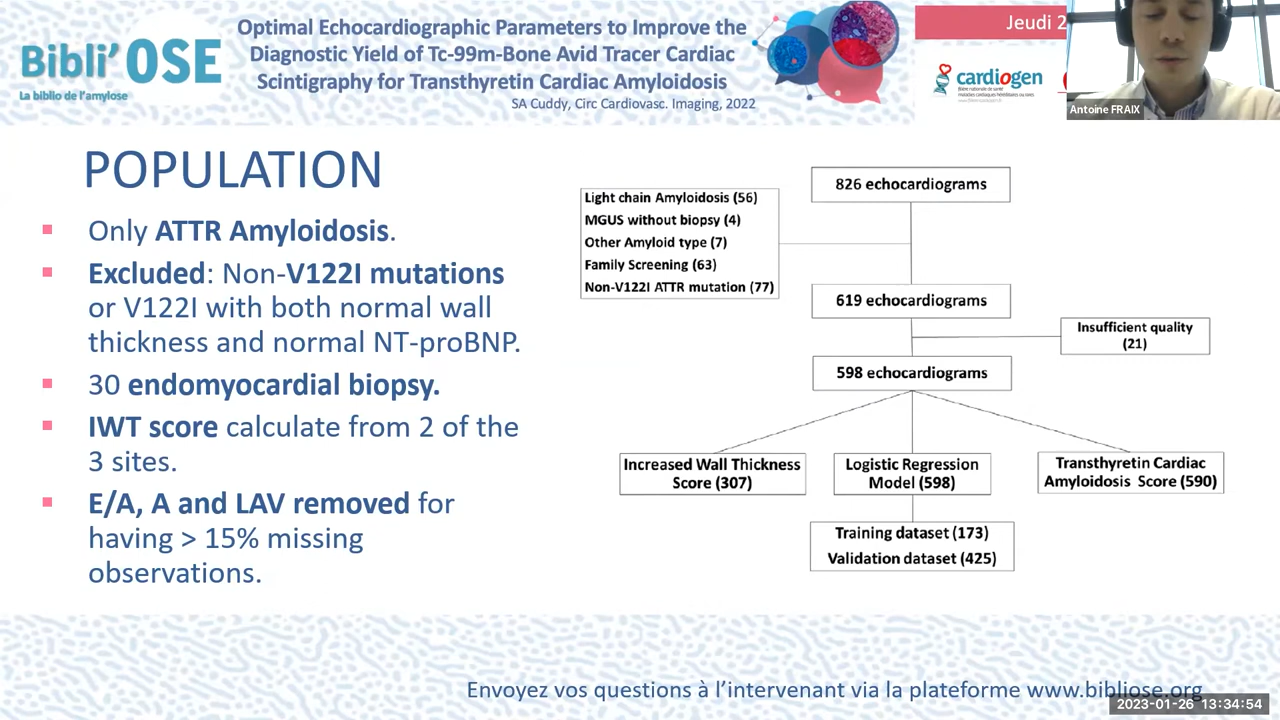 Bibli'OSE
La biblio de l'amylose
Optimal Echocardiographic Parameters to Improve the
Diagnostic Yield of Tc-99m-Bone Avid Tracer Cardiac
Scintigraphy for Transthyretin Cardiac Amyloidosis
SA Cuddy, Circ Cardiovasc. Imaging, 2022
Jeudi 2
cardiogen
Antoine FRAIX
POPULATION
Only ATTR Amyloidosis.
Excluded: Non-V122I mutations
or V122I with both normal wall
thickness and normal NT-proBNP.
30 endomyocardial biopsy.
IWT score calculate from 2 of the
3 sites.
E/A, A and LAV removed for
having > 15% missing
observations.
826 echocardiograms
Light chain Amyloidosis (56)
MGUS without biopsy (4)
Other Amyloid type (7)
Family Screening (63)
Non-V122I ATTR mutation (77)
619 echocardiograms
Insufficient quality
(21)
598 echocardiograms
Increased Wall Thickness
Score (307)
Logistic Regression
Model (598)
Transthyretin Cardiac
Amyloidosis Score (590)
Training dataset (173)
Validation dataset (425)
Envoyez vos questions à l'intervenant via la plateforme www.bibliose.org
2023-01-26 13:34:54